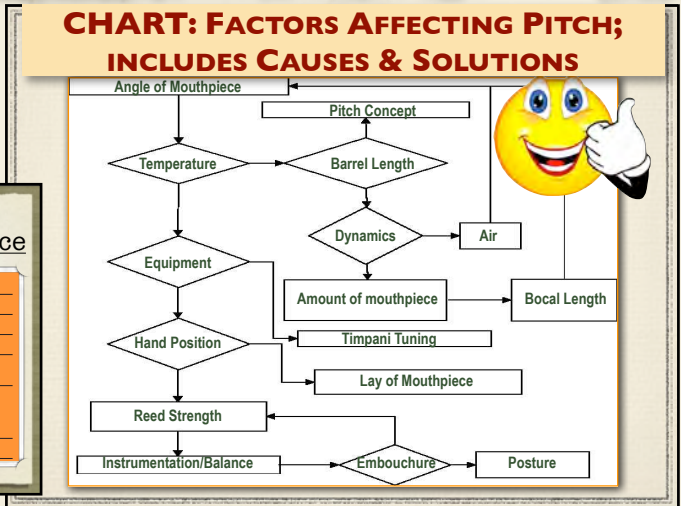 CHART: FACTORS AFFECTING PITCH;
INCLUDES CAUSES & SOLUTIONS
Angle of Mouthpiece
Pitch Concept
Temperature
Barrel Length
Dynamics
Air
ce
Equipment
Amount of mouthpiece
Bocal Length
Hand Position
Timpani Tuning
Lay of Mouthpiece
Reed Strength
Instrumentation/Balance
Embouchure
Posture